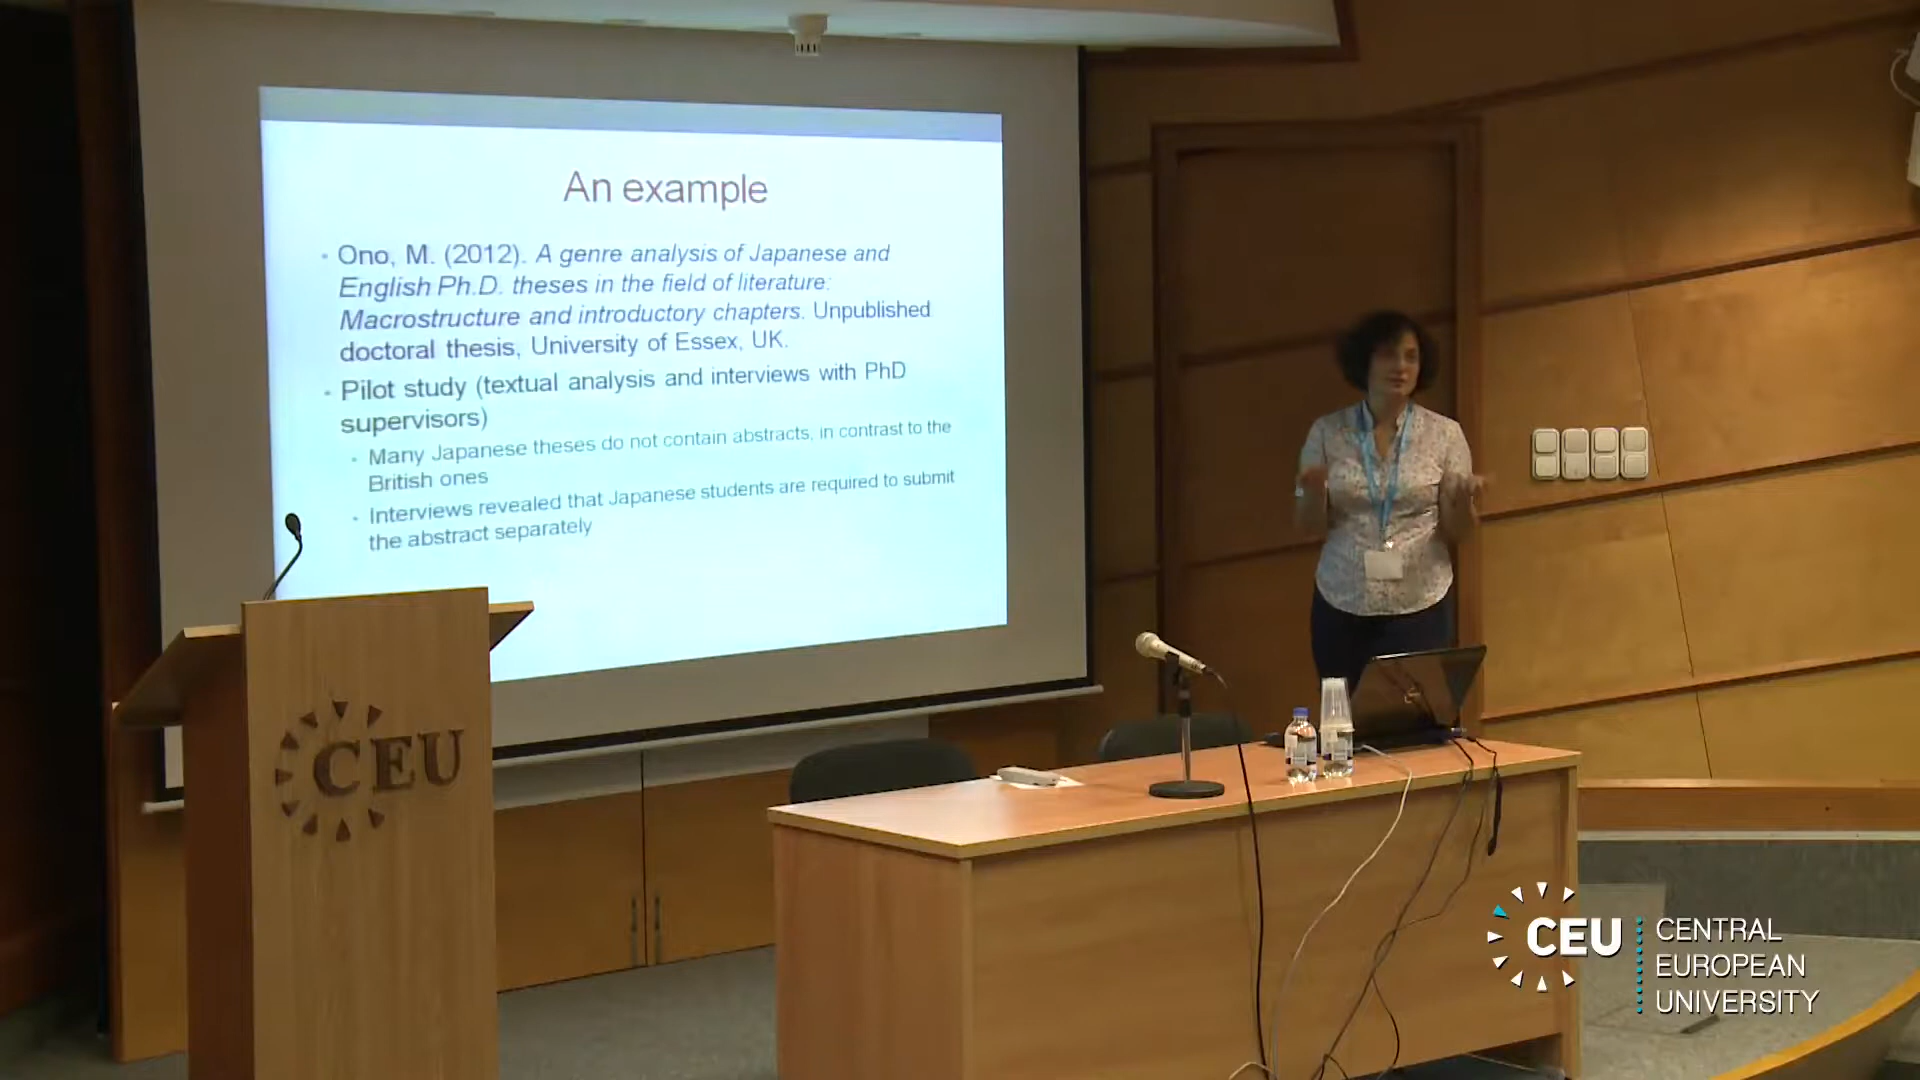 An example
• Ono, M. (2012). A genre analysis of Japanese and
English Ph.D. theses in the field of literature:
Macrostructure and introductory chapters. Unpublished
doctoral thesis, University of Essex, UK.
• Pilot study (textual analysis and interviews with PhD
supervisors)
• Many Japanese theses do not contain abstracts, in contrast to the
British ones
• Interviews revealed that Japanese students are required to submit
the abstract separately
CEU
CEU
CENTRAL
EUROPEAN
UNIVERSITY